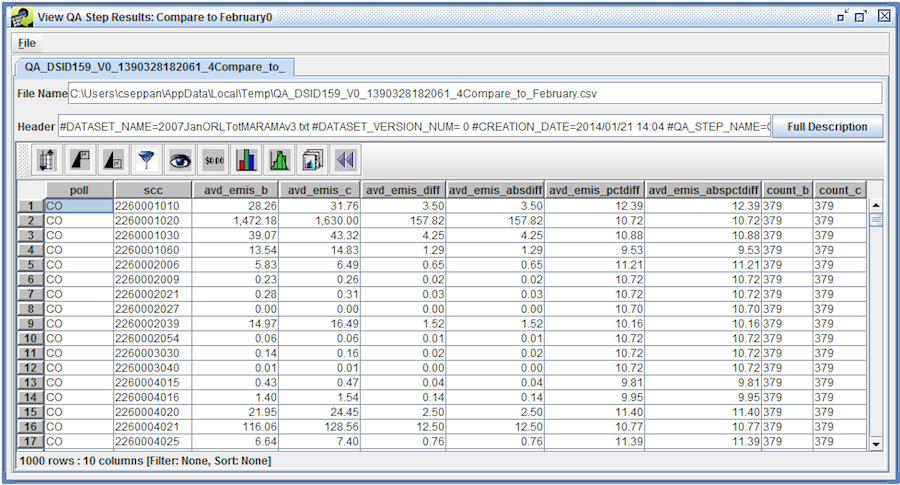 View QA Step Results: Compare to February0
File
QA_DSID159_V0_1390328182061_4Compare_to_
File Name C:\Users\cseppan\AppData\Local\Temp\QA_DSID159_V0_1390328182061_4Compare_to_February.csv
Header #DATASET_NAME=2007JanORLTotMARAMAv3.txt #DATASET_VERSION_NUM= 0 #CREATION_DATE=2014/01/21 14:04 #QA_STEP_NAME=C Full Description
$0.00
poll scc avd_emis_b avd_emis_c avd_emis_diff avd_emis_absdiff avd_emis_pctdiff avd_emis_abspctdiff count_b count_c
1 CO 2260001010 28.26 31.76 3.50 3.50 12.39 12.39 379 379
2 CO 2260001020 1,472.18 1,630.00 157.82 157.82 10.72 10.72 379 379
3 CO 2260001030 39.07 43.32 4.25 4.25 10.88 10.88 379 379
4 CO 2260001060 13.54 14.83 1.29 1.29 9.53 9.53 379 379
5 CO 2260002006 5.83 6.49 0.65 0.65 11.21 11.21 379 379
6 CO 2260002009 0.23 0.26 0.02 0.02 10.72 10.72 379 379
7 CO 2260002021 0.28 0.31 0.03 0.03 10.72 10.72 379 379
8 CO 2260002027 0.00 0.00 0.00 0.00 10.70 10.70 379 379
9 CO 2260002039 14.97 16.49 1.52 1.52 10.16 10.16 379 379
10 CO 2260002054 0.06 0.06 0.01 0.01 10.72 10.72 379 379
11 CO 2260003030 0.14 0.16 0.02 0.02 10.72 10.72 379 379
12 CO 2260003040 0.01 0.01 0.00 0.00 10.72 10.72 379 379
13 CO 2260004015 0.43 0.47 0.04 0.04 9.81 9.81 379 379
14 CO 2260004016 1.40 1.54 0.14 0.14 9.95 9.95 379 379
15 CO 2260004020 21.95 24.45 2.50 2.50 11.40 11.40 379 379
16 CO 2260004021 116.06 128.56 12.50 12.50 10.77 10.77 379 379
17 CO 2260004025 6.64 7.40 0.76 0.76 11.39 11.39 379 379
1000 rows : 10 columns [Filter: None, Sort: None]